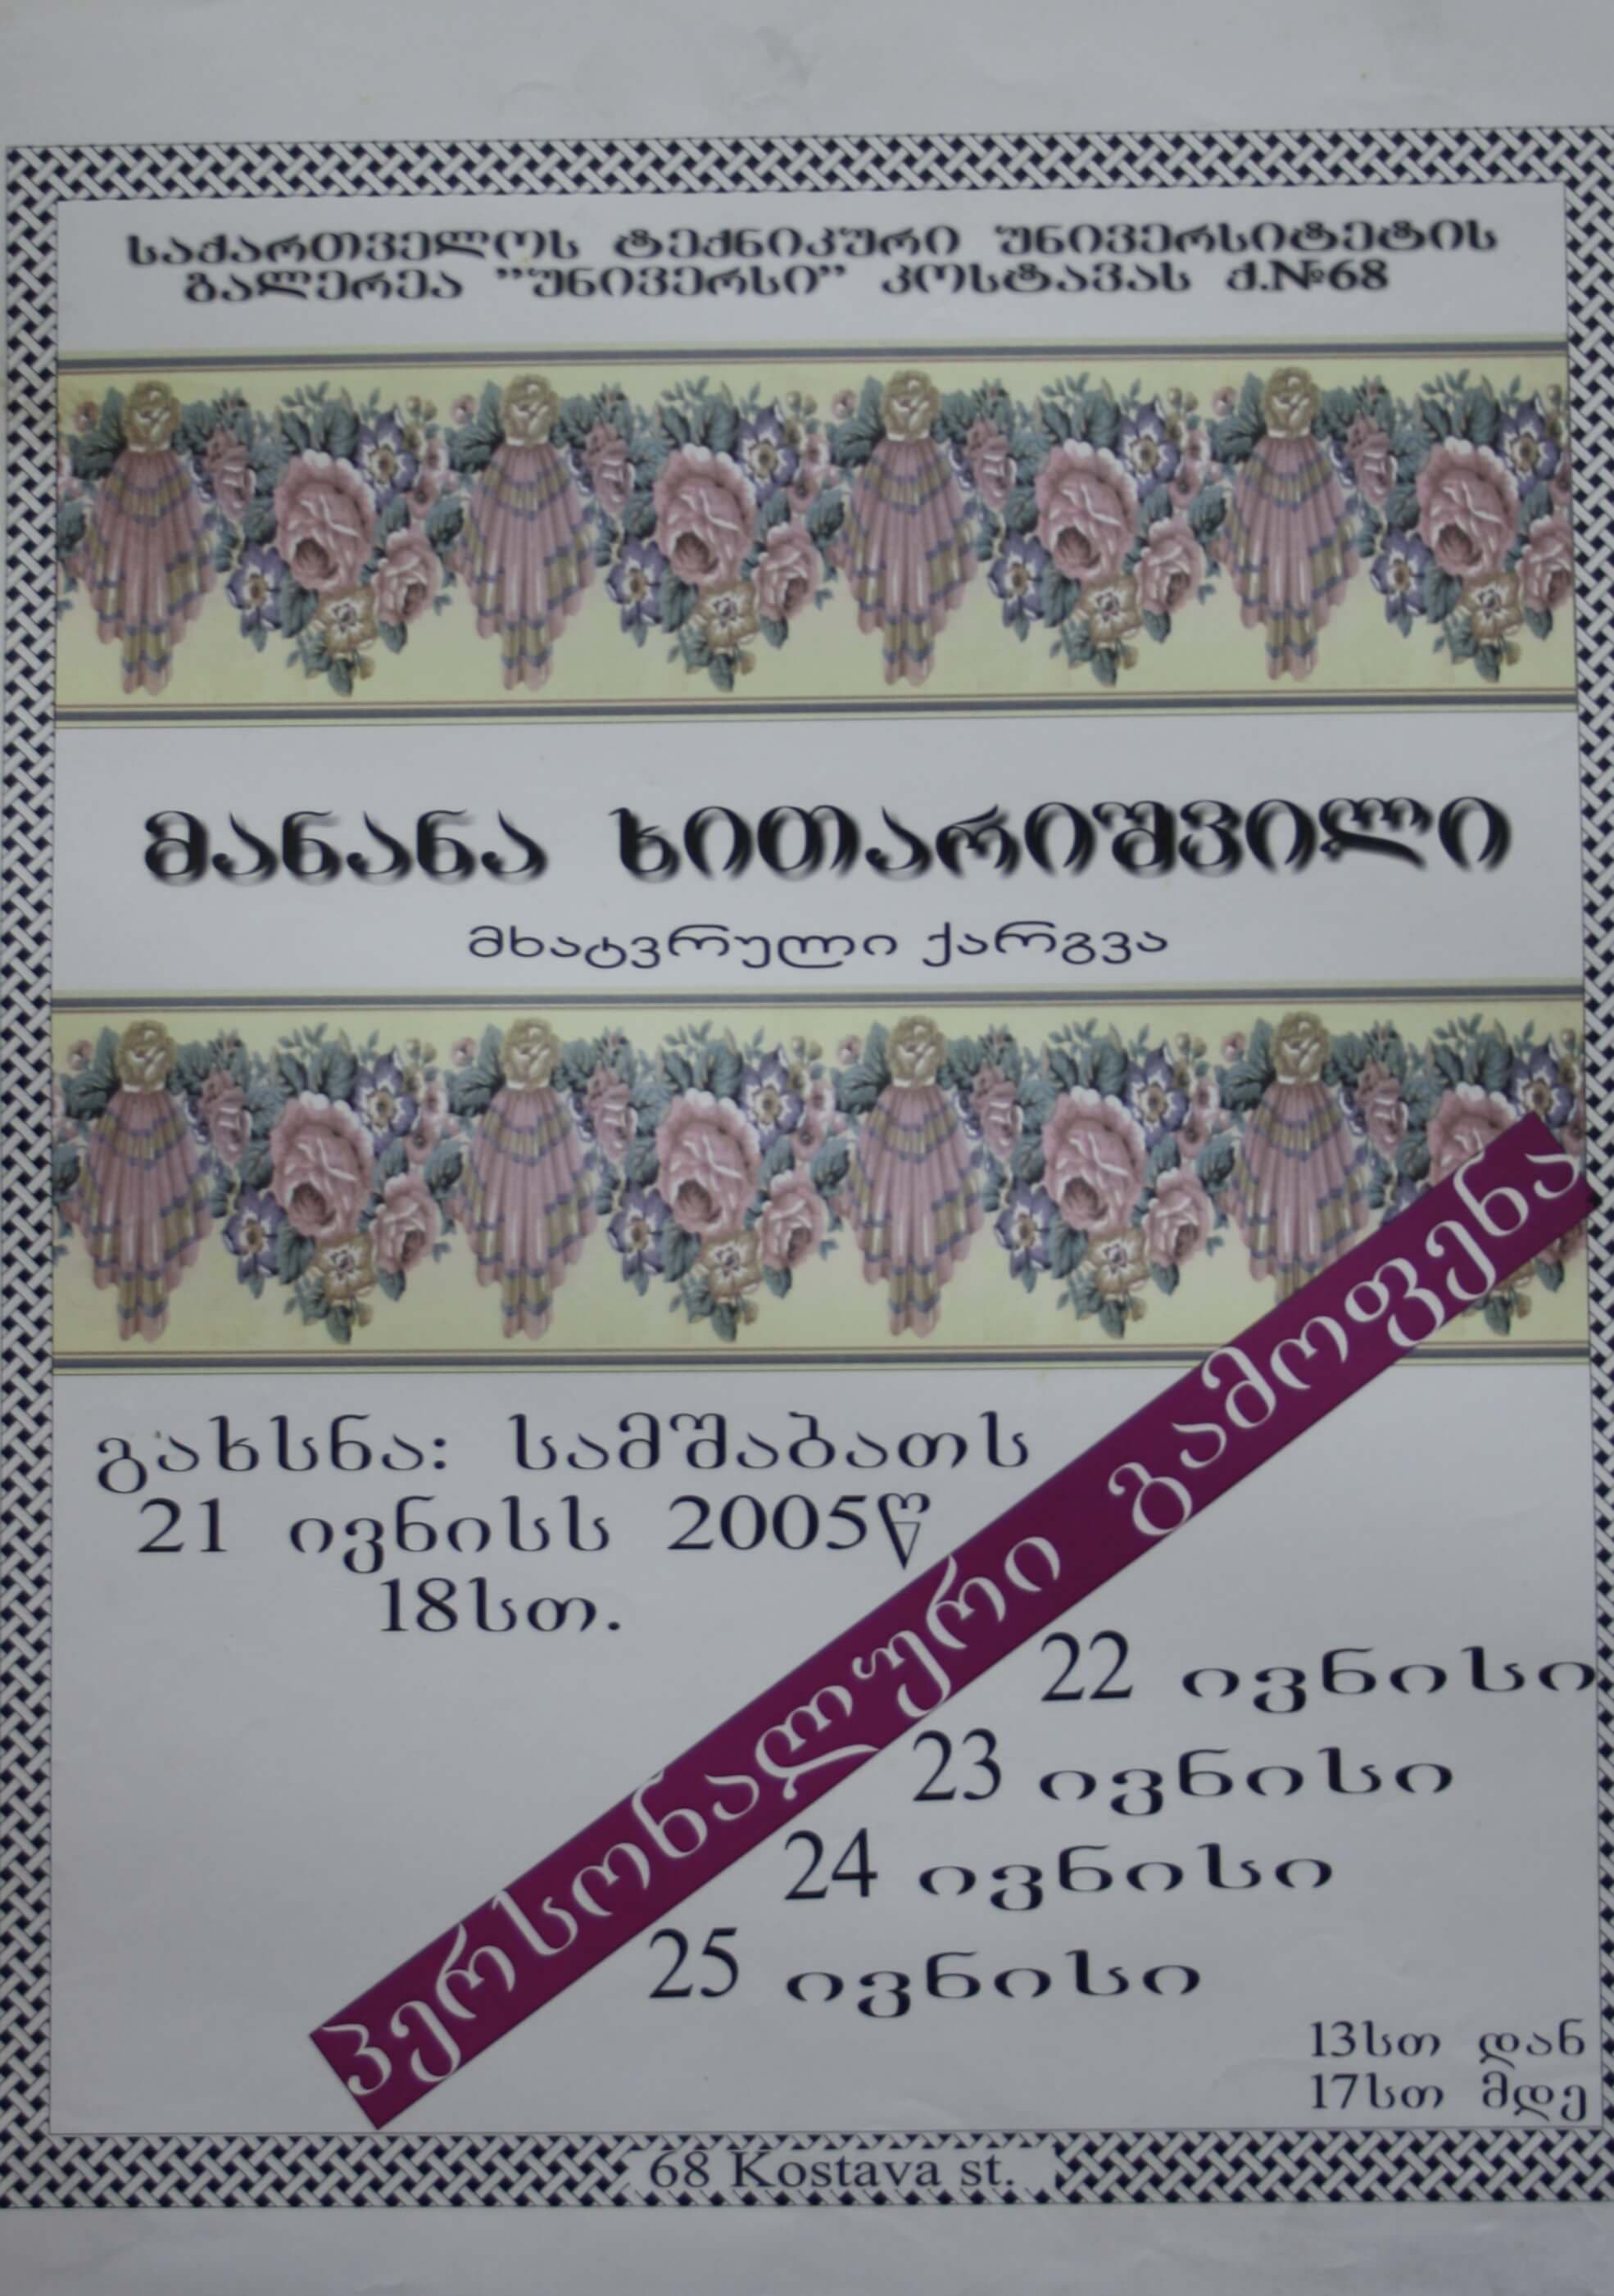 საქართველოს ტექნიკური უნივერსიტეტის
გალერეა "უნივერსი" კოსტავას ქ.№68
მანანა ხითარიშვილი
მხატვრული ქარგვა
პერსონალური გამოფენა
გახსნა: სამშაბათს
21 ივნისს 2005წ
18სთ.
22 ივნისი
23 ივნისი
24 ივნისი
25 ივნისი
13სთ დან
17სთ მდე
68 Kostava st.